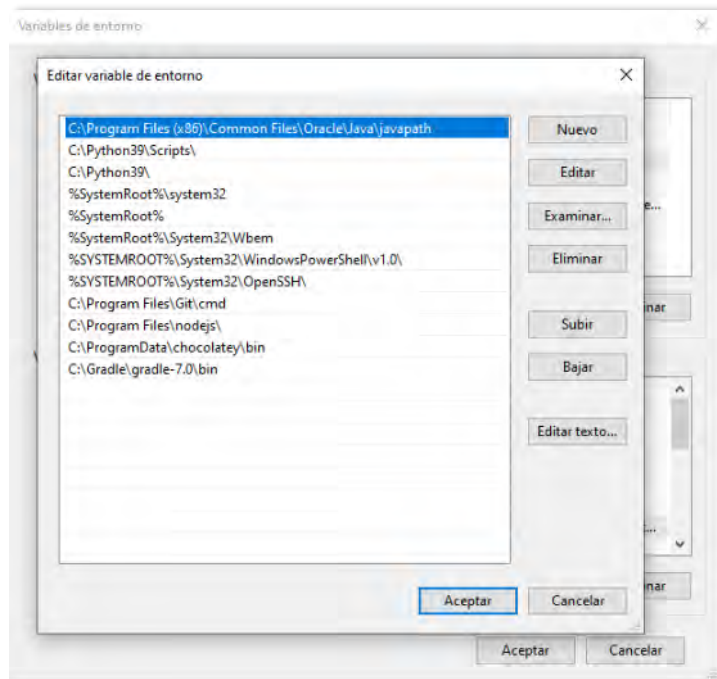 Variables de entorno
Editar variable de entorno
C:\Program Files (x86)\Common Files\Oracle\Java\javapath
C:\Python39\Scripts\
C:\Python39\
%SystemRoot%\system32
%SystemRoot%
%SystemRoot%\System32\Wbem
%SYSTEMROOT%\System32\WindowsPowerShell\v1.0\
%SYSTEMROOT%\System32\OpenSSH\
C:\Program Files\Git\cmd
C:\Program Files\nodejs\
C:\ProgramData\chocolatey\bin
C:\Gradle\gradle-7.0\bin
Nuevo
Editar
Examinar...
Eliminar
Subir
Bajar
Editar texto...
Aceptar
Cancelar
e...
inar
...
inar
Aceptar
Cancelar